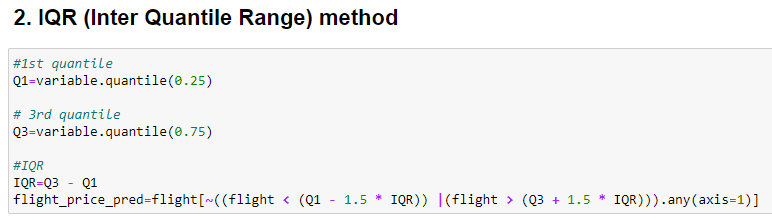 2. IQR (Inter Quantile Range) method
#1st quantile
Q1=variable.quantile(0.25)
# 3rd quantile
Q3=variable.quantile(0.75)
#IQR
IQR=Q3 - Q1
flight_price_pred=flight[~((flight < (Q1 - 1.5 * IQR)) |(flight > (Q3 + 1.5 * IQR))).any(axis=1)]